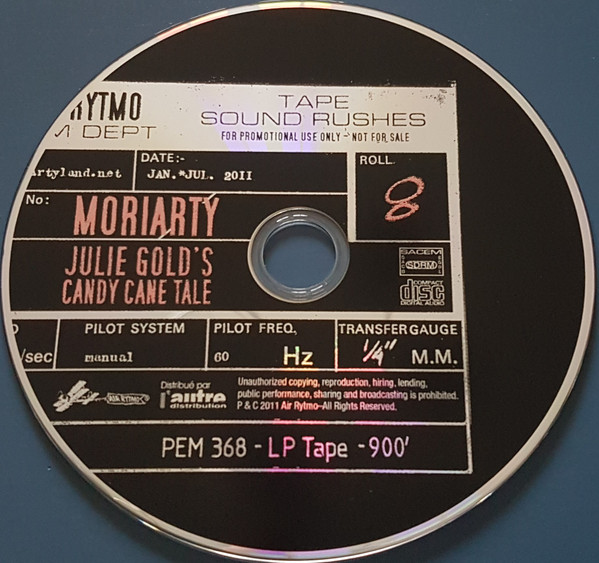 RYTMO
DEPT
TAPE
SOUND RUSHES
FOR PROMOTIONAL USE ONLY - NOT FOR SALE
artyland.net
DATE:-
JAN.*JUL. 2011
ROLL.
8
No:
MORIARTY
JULIE GOLD'S
CANDY CANE TALE
SACEM
SDRM
COMPACT
disc
DIGITAL AUDIO
/sec
PILOT SYSTEM
manual
PILOT FREQ.
60 Hz
TRANSFER GAUGE
1/4" M.M.
AIR RYTMO
Distribué par
l'autre
distribution
Unauthorized copying, reproduction, hiring, lending,
public performance, sharing and broadcasting is prohibited.
P & C 2011 Air Rytmo–All Rights Reserved.
PEM 368 - LP Tape - 900'